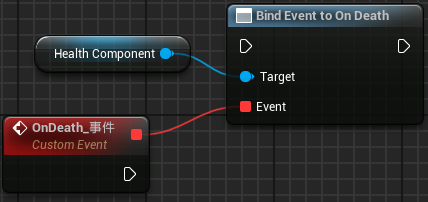 Bind Event to On Death
Health Component
Target
Event
OnDeath_事件
Custom Event